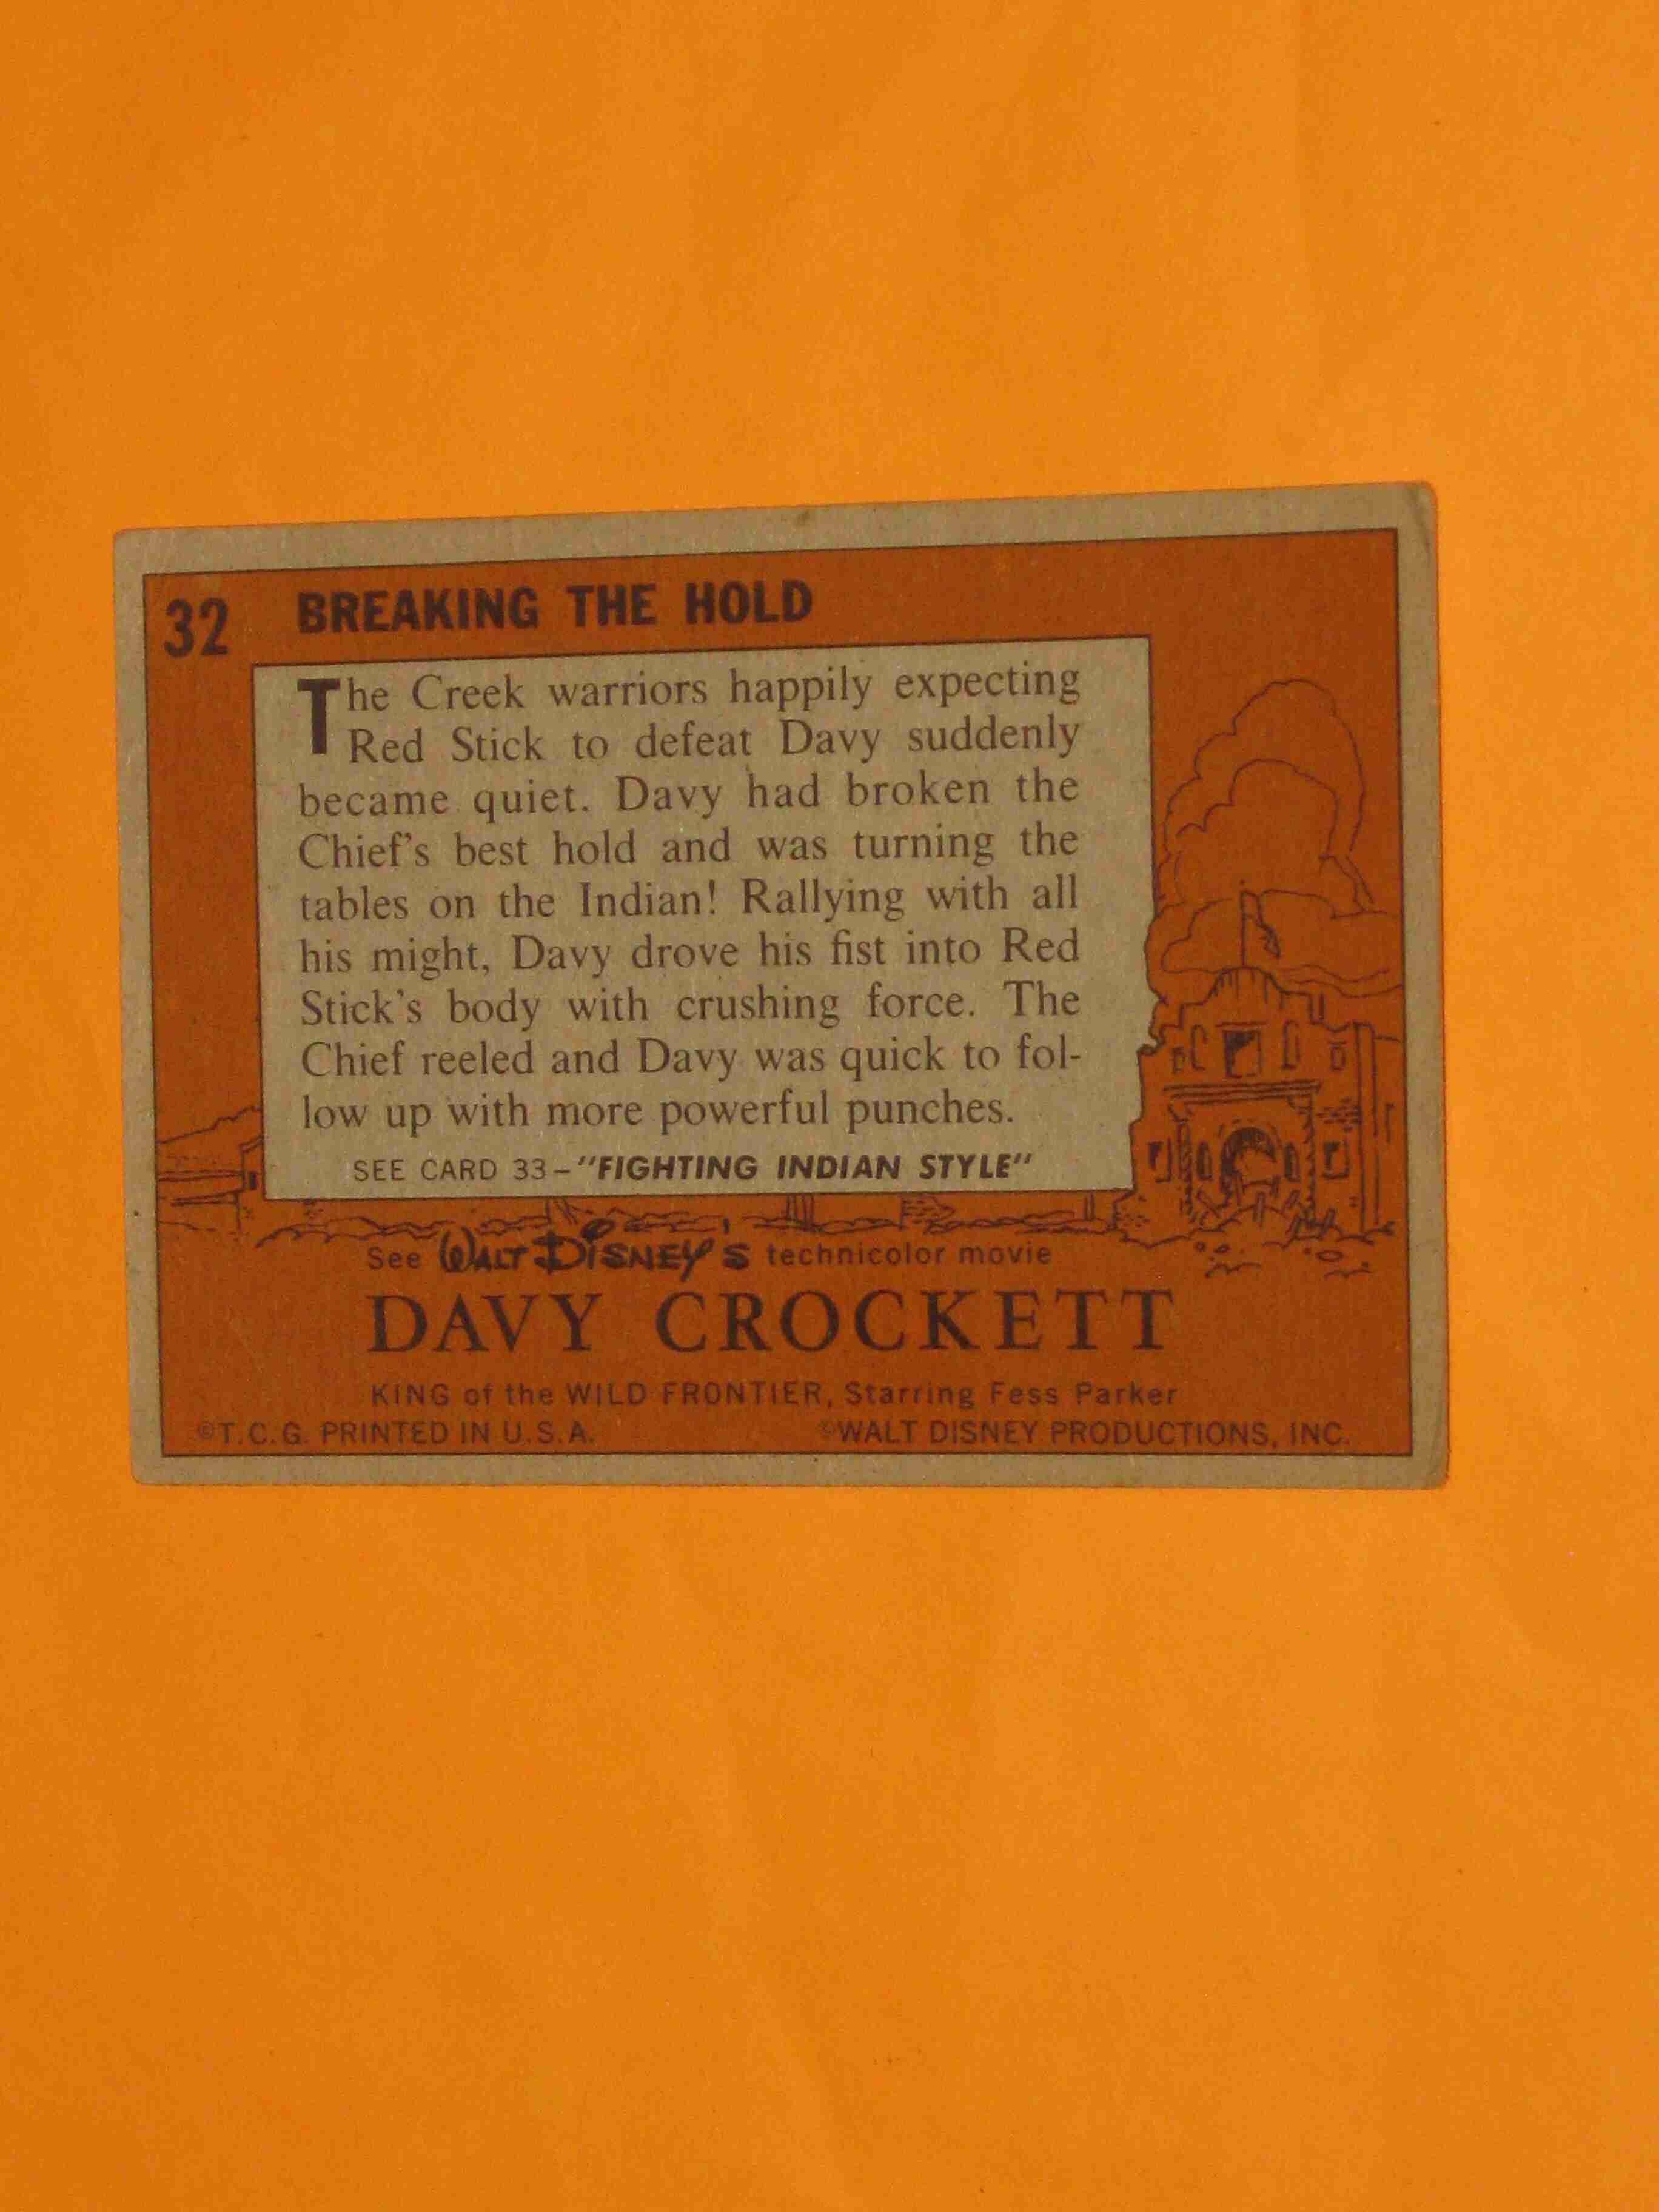 32 BREAKING THE HOLD
The Creek warriors happily expecting
Red Stick to defeat Davy suddenly
became quiet. Davy had broken the
Chief's best hold and was turning the
tables on the Indian! Rallying with all
his might, Davy drove his fist into Red
Stick's body with crushing force. The
Chief reeled and Davy was quick to fol-
low up with more powerful punches.
SEE CARD 33–"FIGHTING INDIAN STYLE"
See WALT DISNEY'S technicolor movie
DAVY CROCKETT
KING of the WILD FRONTIER, Starring Fess Parker
©T.C.G. PRINTED IN U.S.A. ©WALT DISNEY PRODUCTIONS, INC.